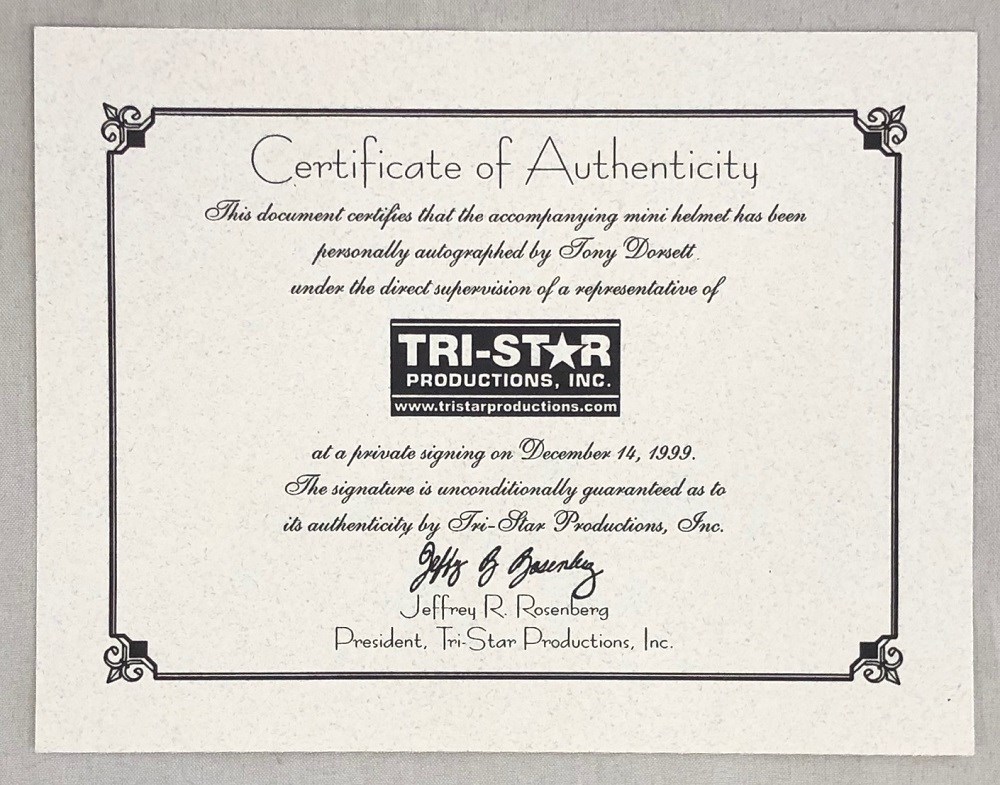 Certificate of Authenticity
This document certifies that the accompanying mini helmet has been
personally autographed by Tony Dorsett
under the direct supervision of a representative of
TRI-ST★R
PRODUCTIONS, INC.
www.tristarproductions.com
at a private signing on December 14, 1999.
The signature is unconditionally guaranteed as to
its authenticity by Tri-Star Productions, Inc.
Jeffrey R. Rosenberg
President, Tri-Star Productions, Inc.